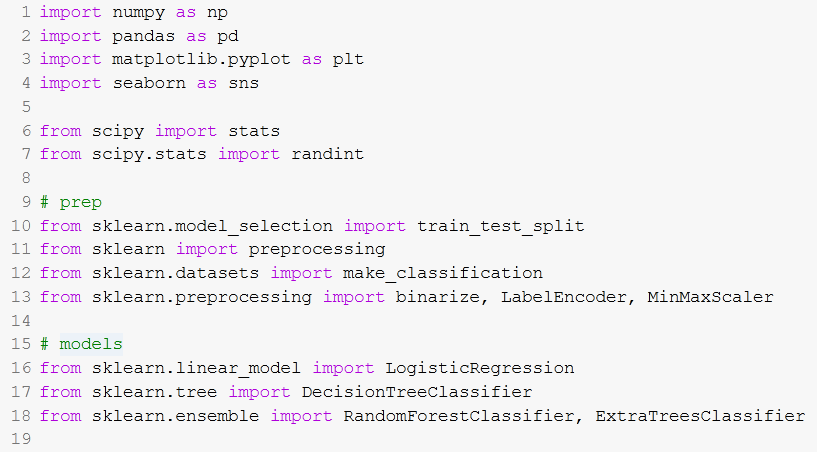 1 import numpy as np
2 import pandas as pd
3 import matplotlib.pyplot as plt
4 import seaborn as sns
5
6 from scipy import stats
7 from scipy.stats import randint
8
9 # prep
10 from sklearn.model_selection import train_test_split
11 from sklearn import preprocessing
12 from sklearn.datasets import make_classification
13 from sklearn.preprocessing import binarize, LabelEncoder, MinMaxScaler
14
15 # models
16 from sklearn.linear_model import LogisticRegression
17 from sklearn.tree import DecisionTreeClassifier
18 from sklearn.ensemble import RandomForestClassifier, ExtraTreesClassifier
19